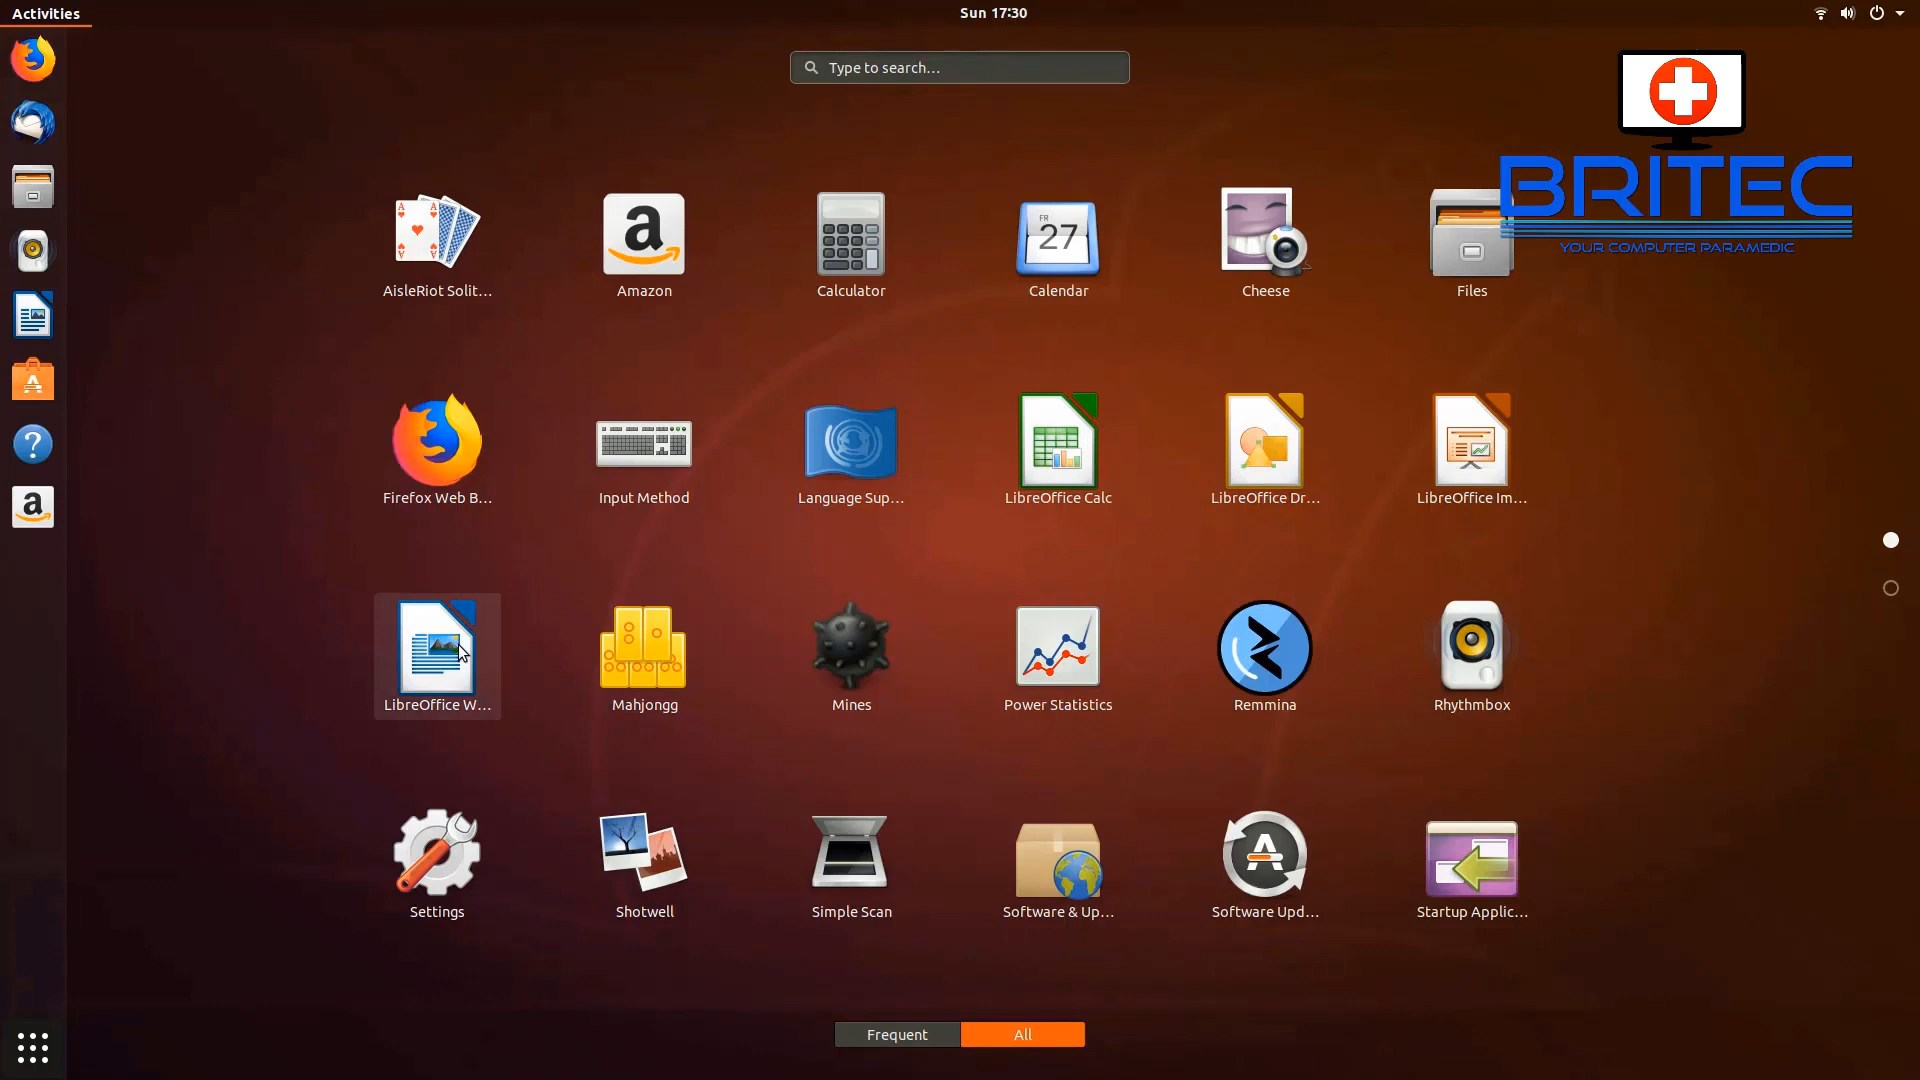 Activities
Sun 17:30
Type to search...
BRITEC
YOUR COMPUTER PARAMEDIC
AisleRiot Solit...
Amazon
Calculator
FR
27
Calendar
Cheese
Files
Firefox Web B...
Input Method
Language Sup...
LibreOffice Calc
LibreOffice Dr...
LibreOffice Im...
LibreOffice W...
Mahjongg
Mines
Power Statistics
Remmina
Rhythmbox
Settings
Shotwell
Simple Scan
Software & Up...
Software Upd...
Startup Applic...
Frequent
All